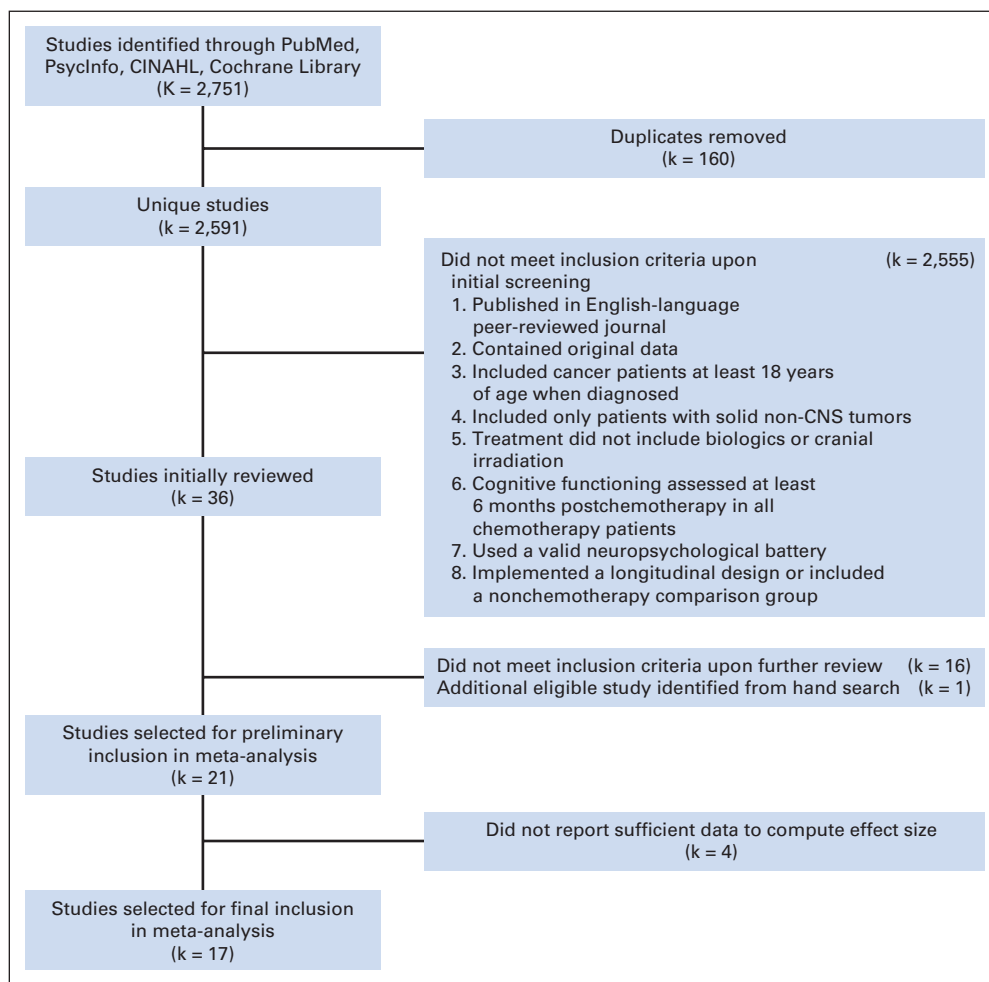 Studies identified through PubMed,
PsycInfo, CINAHL, Cochrane Library
(K = 2,751)
Duplicates removed
(k = 160)
Unique studies
(k = 2,591)
Did not meet inclusion criteria upon (k = 2,555)
initial screening
1. Published in English-language
peer-reviewed journal
2. Contained original data
3. Included cancer patients at least 18 years
of age when diagnosed
4. Included only patients with solid non-CNS tumors
5. Treatment did not include biologics or cranial
irradiation
6. Cognitive functioning assessed at least
6 months postchemotherapy in all
chemotherapy patients
7. Used a valid neuropsychological battery
8. Implemented a longitudinal design or included
a nonchemotherapy comparison group
Studies initially reviewed
(k = 36)
Did not meet inclusion criteria upon further review (k = 16)
Additional eligible study identified from hand search (k = 1)
Studies selected for preliminary
inclusion in meta-analysis
(k = 21)
Did not report sufficient data to compute effect size
(k = 4)
Studies selected for final inclusion
in meta-analysis
(k = 17)